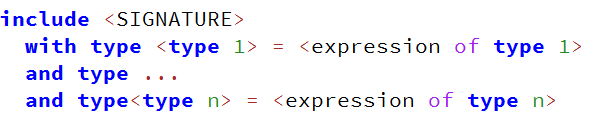 include <SIGNATURE>
with type <type 1> = <expression of type 1>
and type ...
and type<type n> = <expression of type n>